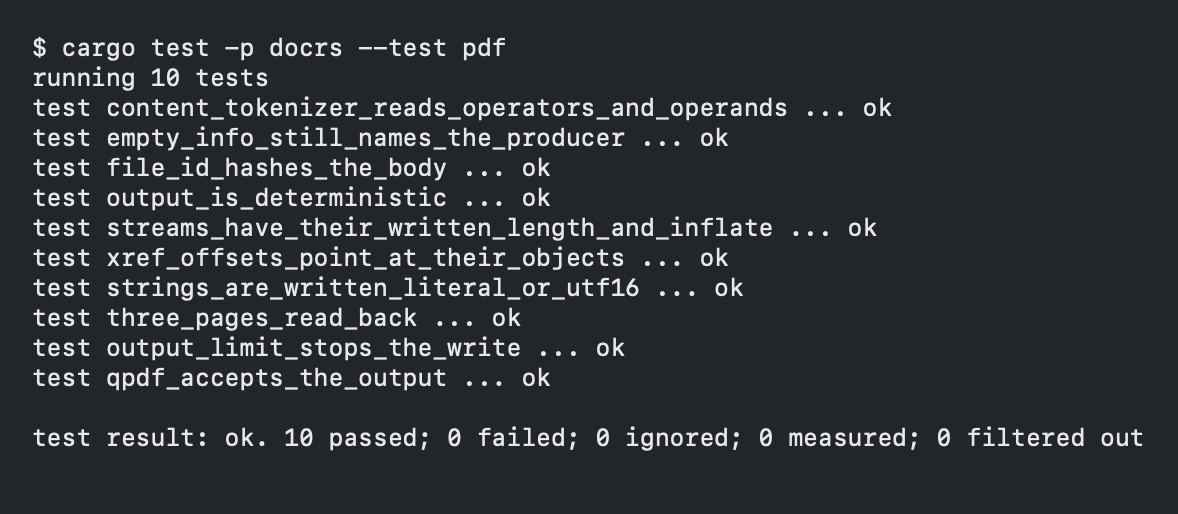 $ cargo test -p docrs --test pdf
running 10 tests
test content_tokenizer_reads_operators_and_operands ... ok
test empty_info_still_names_the_producer ... ok
test file_id_hashes_the_body ... ok
test output_is_deterministic ... ok
test streams_have_their_written_length_and_inflate ... ok
test xref_offsets_point_at_their_objects ... ok
test strings_are_written_literal_or_utf16 ... ok
test three_pages_read_back ... ok
test output_limit_stops_the_write ... ok
test qpdf_accepts_the_output ... ok
test result: ok. 10 passed; 0 failed; 0 ignored; 0 measured; 0 filtered out